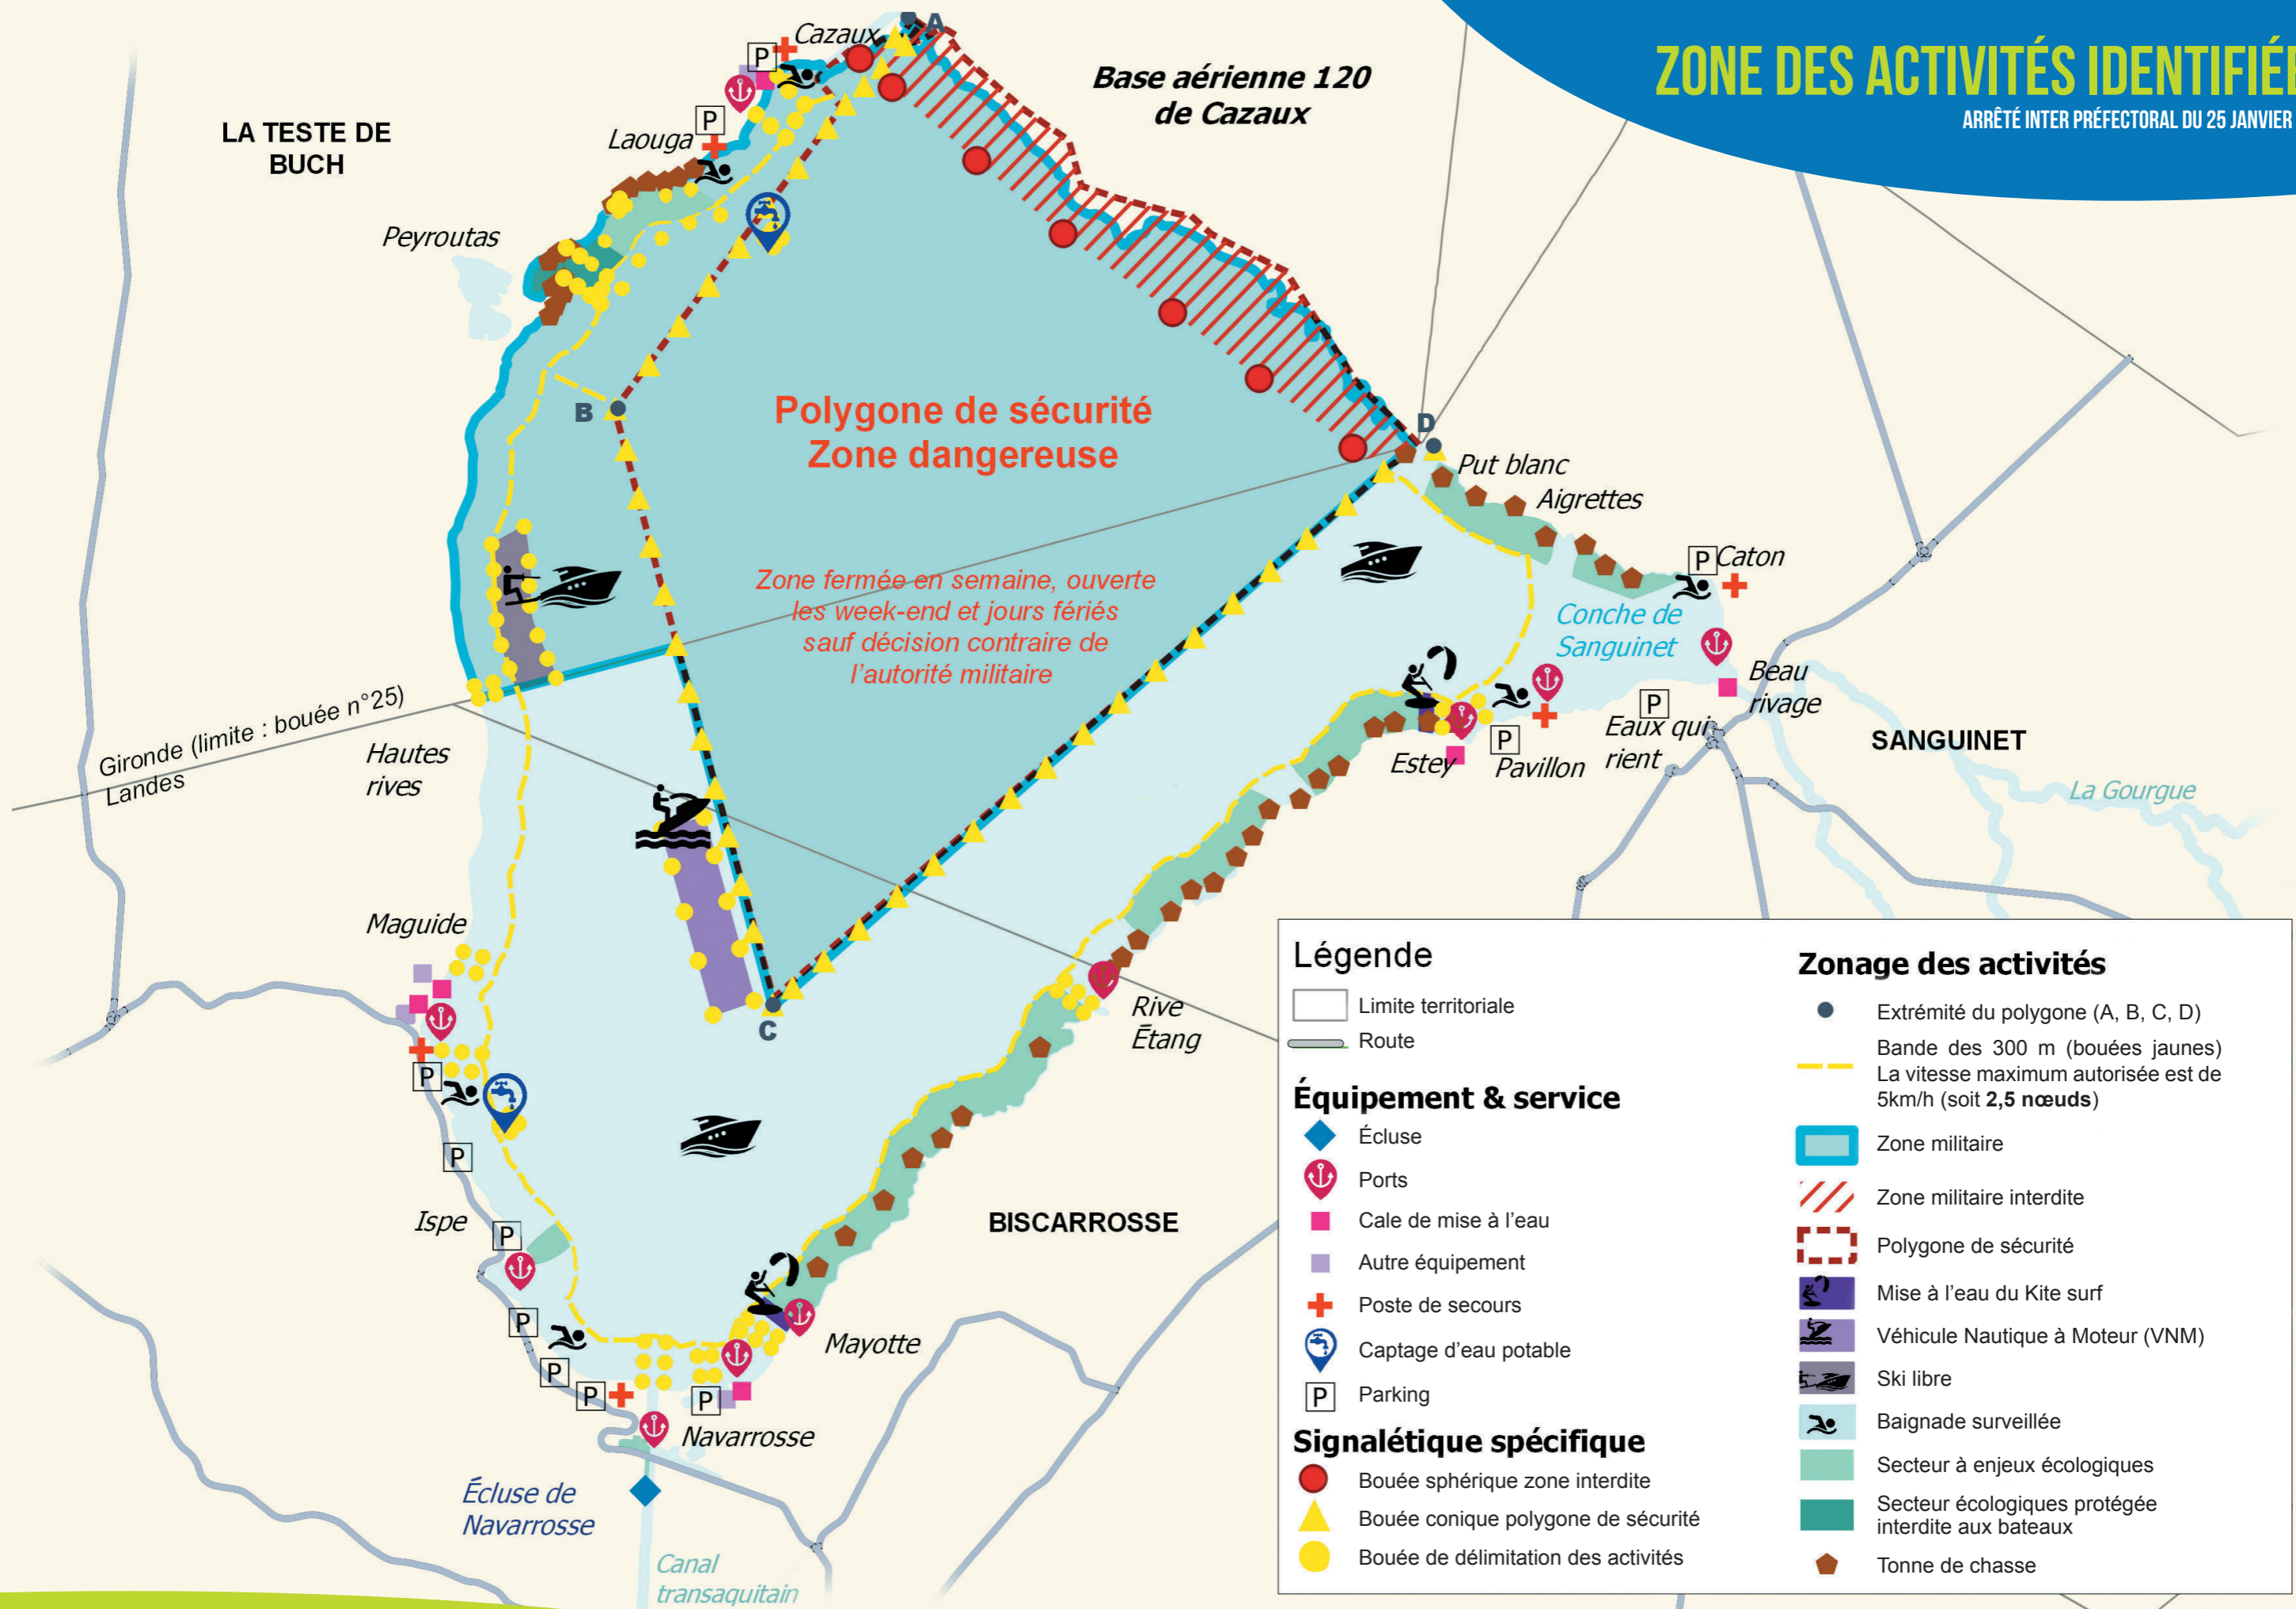 ZONE DES ACTIVITÉS IDENTIFIÉE
ARRÊTÉ INTER PRÉFECTORAL DU 25 JANVIER
A
Cazaux
P
Base aérienne 120
de Cazaux
LA TESTE DE
BUCH
P
Laouga
Peyroutas
B
Polygone de sécurité
Zone dangereuse
D
Put blanc
Aigrettes
P
Caton
Zone fermée en semaine, ouverte
les week-end et jours fériés
sauf décision contraire de
l'autorité militaire
Conche de
Sanguinet
Beau
rivage
P
Eaux qui
rient
Gironde (limite : bouée n°25)
Landes
Hautes
rives
Estey
P
Pavillon
SANGUINET
La Gourgue
Maguide
C
Rive
Étang
P
P
Ispe
P
BISCARROSSE
P
P
P
P
Mayotte
Navarrosse
Écluse de
Navarrosse
Canal
transaquitain
Légende
Limite territoriale
Route
Équipement & service
Écluse
Ports
Cale de mise à l'eau
Autre équipement
Poste de secours
Captage d'eau potable
P
Parking
Signalétique spécifique
Bouée sphérique zone interdite
Bouée conique polygone de sécurité
Bouée de délimitation des activités
Zonage des activités
Extrémité du polygone (A, B, C, D)
Bande des 300 m (bouées jaunes)
La vitesse maximum autorisée est de
5km/h (soit 2,5 nœuds)
Zone militaire
Zone militaire interdite
Polygone de sécurité
Mise à l'eau du Kite surf
Véhicule Nautique à Moteur (VNM)
Ski libre
Baignade surveillée
Secteur à enjeux écologiques
Secteur écologiques protégée
interdite aux bateaux
Tonne de chasse